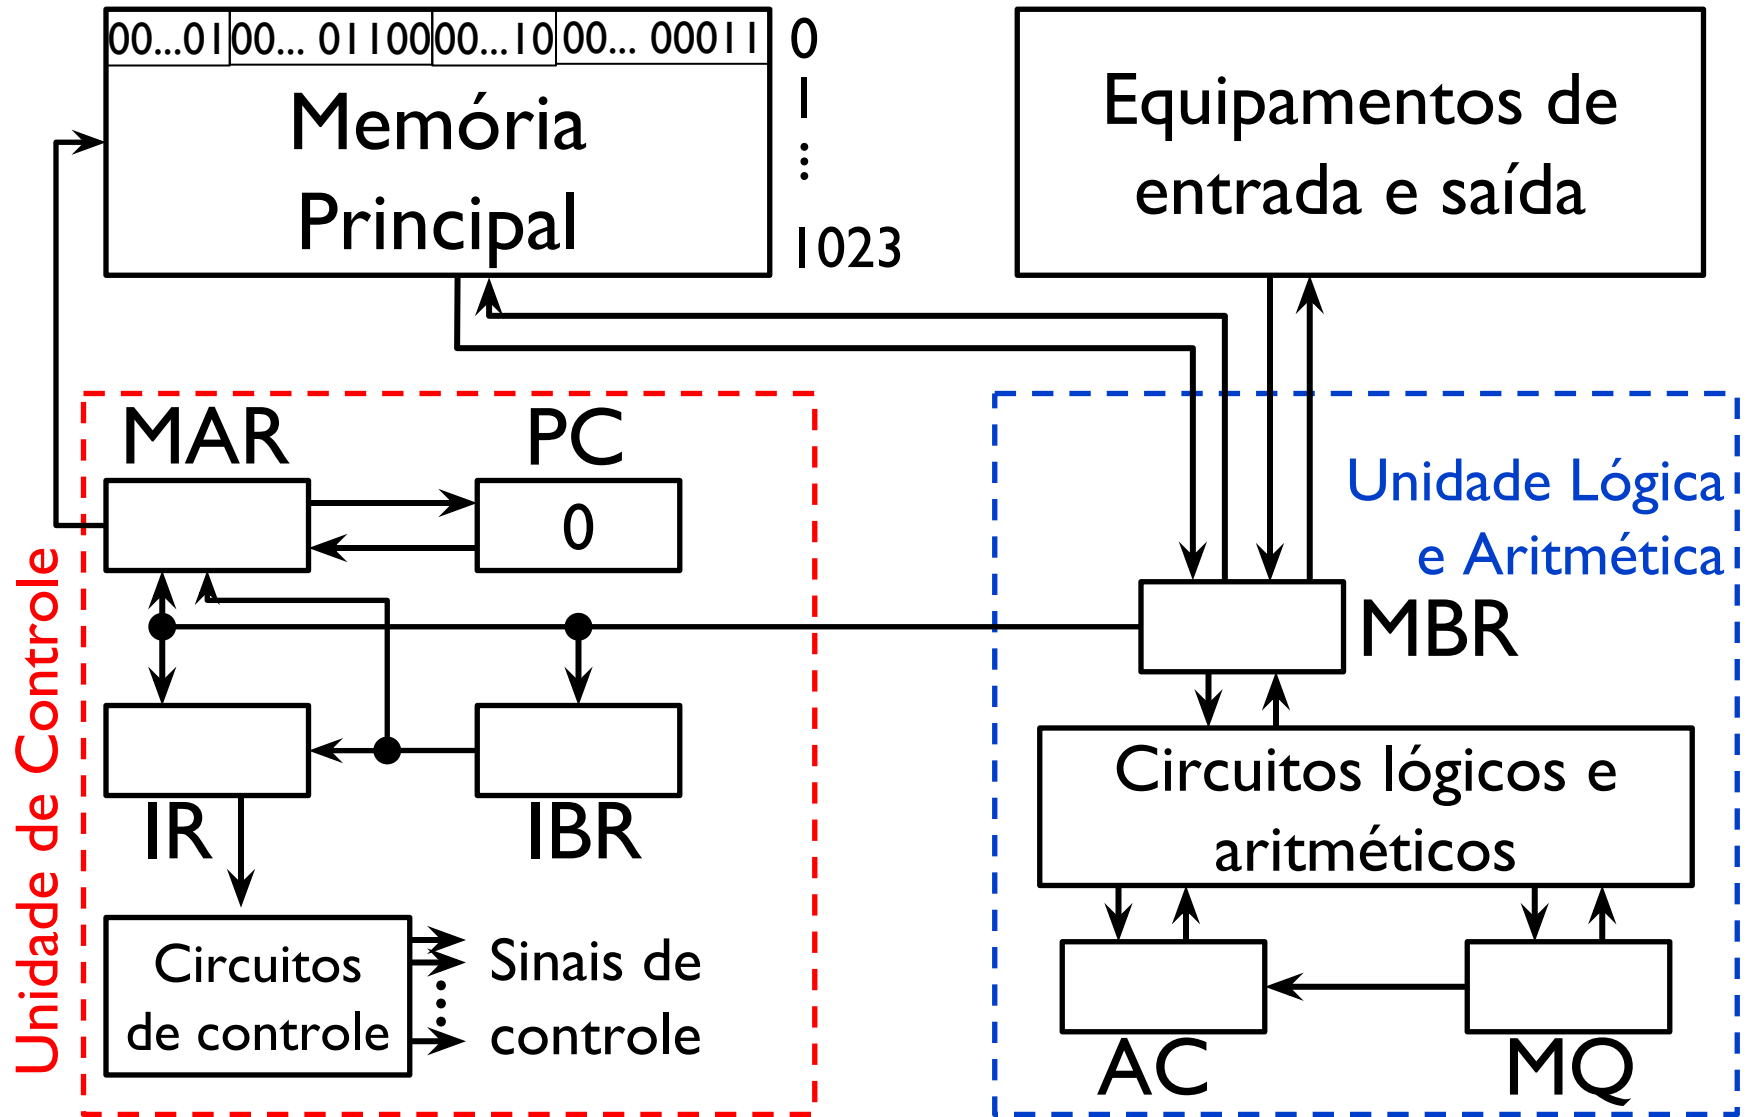 00...01 00... 01100 00...10 00... 00011 0
1
⋮
1023
Memória
Principal
Equipamentos de
entrada e saída
Unidade de Controle
MAR
PC
0
IR
IBR
Circuitos
de controle
Sinais de
controle
Unidade Lógica
e Aritmética
MBR
Circuitos lógicos e
aritméticos
AC
MQ